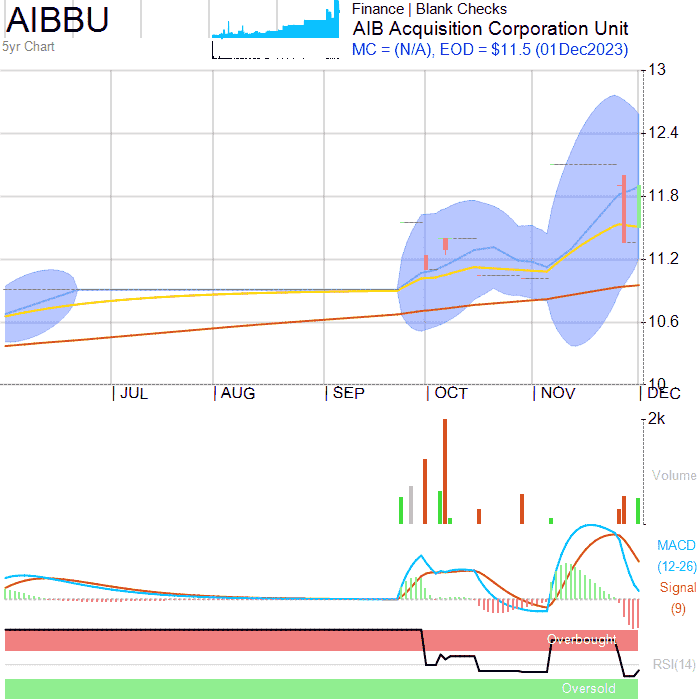 AIBBU
5yr Chart
Finance | Blank Checks
AIB Acquisition Corporation Unit
MC = (N/A), EOD = $11.5 (01Dec2023)
13
12.4
11.8
11.2
10.6
10
JUL
AUG
SEP
OCT
NOV
DEC
2k
Volume
MACD
(12-26)
Signal
(9)
Overbought
RSI(14)
Oversold